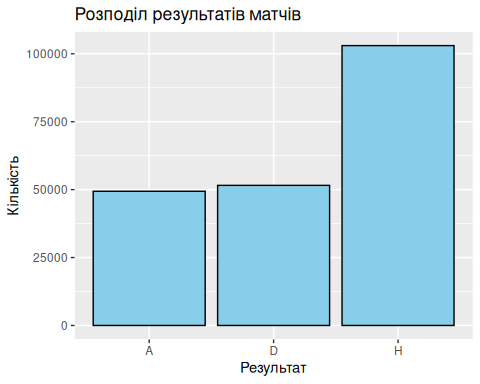 Розподіл результатів матчів
Кількість
100000
75000
50000
25000
0
A
D
H
Результат